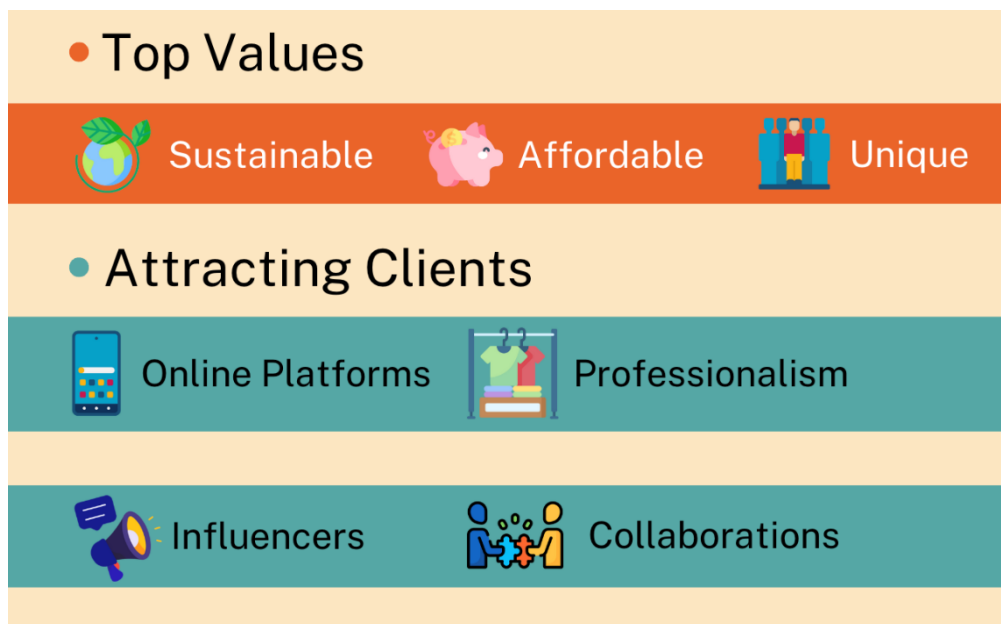 • Top Values
Sustainable Affordable Unique
• Attracting Clients
Online Platforms Professionalism
Influencers Collaborations